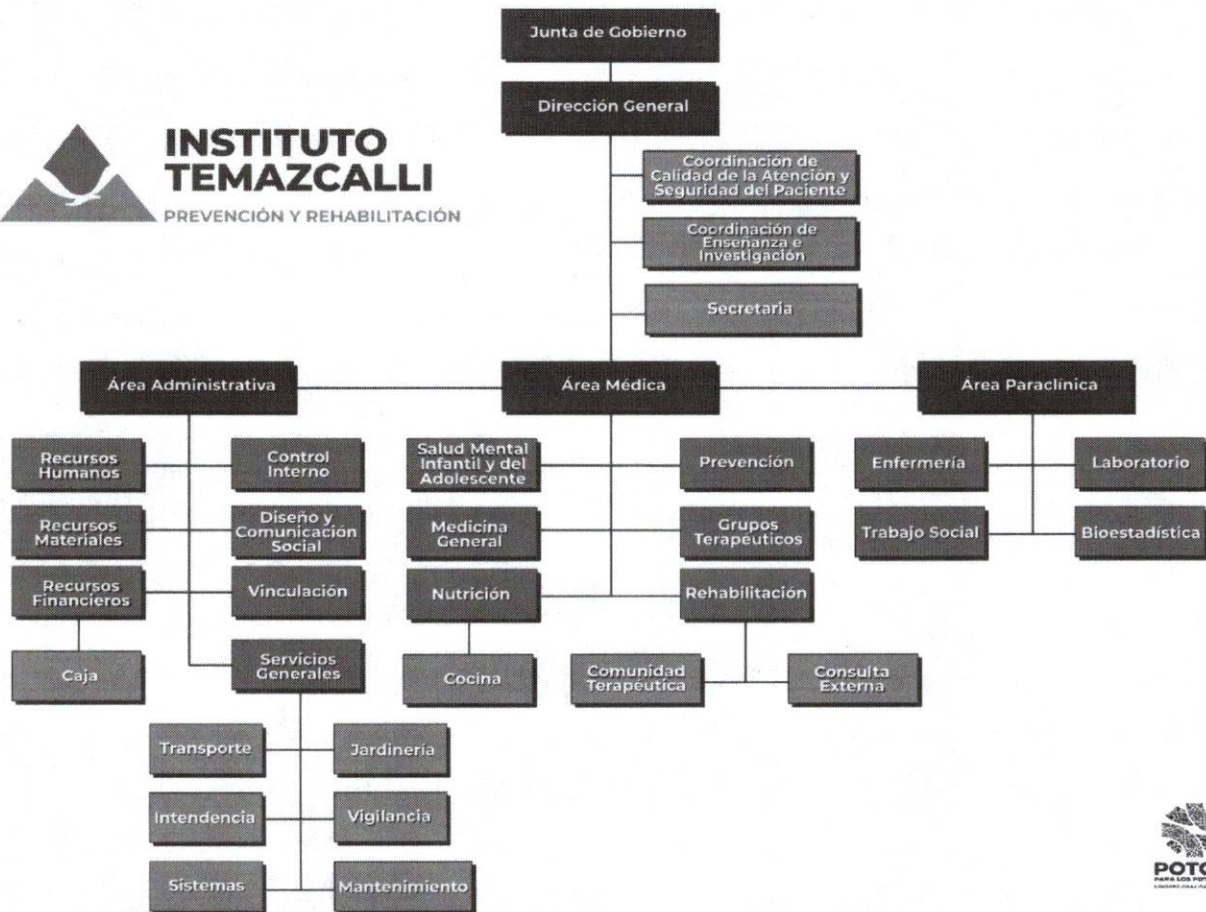 Junta de Gobierno
Dirección General
INSTITUTO
TEMAZCALLI
PREVENCIÓN Y REHABILITACIÓN
Coordinación de
Calidad de la Atención y
Seguridad del Paciente
Coordinación de
Enseñanza e
Investigación
Secretaria
Área Administrativa
Área Médica
Área Paraclínica
Recursos
Humanos
Control
Interno
Salud Mental
Infantil y del
Adolescente
Prevención
Enfermería
Laboratorio
Recursos
Materiales
Diseño y
Comunicación
Social
Medicina
General
Grupos
Terapéuticos
Trabajo Social
Bioestadística
Recursos
Financieros
Vinculación
Nutrición
Rehabilitación
Caja
Servicios
Generales
Cocina
Comunidad
Terapéutica
Consulta
Externa
Transporte
Jardinería
Intendencia
Vigilancia
Sistemas
Mantenimiento
PARA LOS